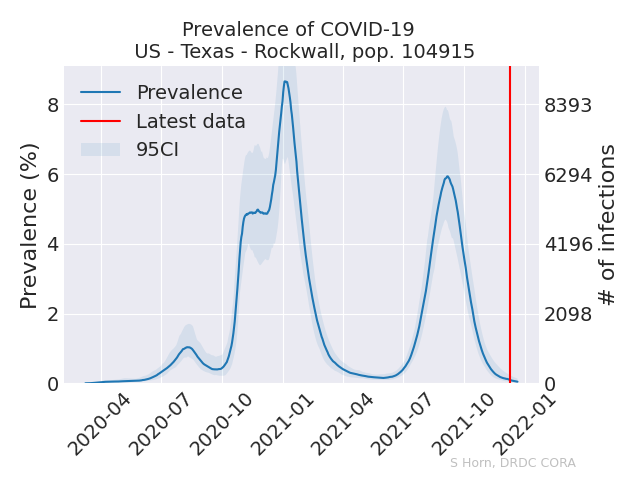 Prevalence of COVID-19
US - Texas - Rockwall, pop. 104915
Prevalence
Latest data
95CI
Prevalence (%)
8
6
4
2
0
8393
6294
4196
2098
0
# of infections
2020-04
2020-07
2020-10
2021-01
2021-04
2021-07
2021-10
2022-01
S Horn, DRDC CORA